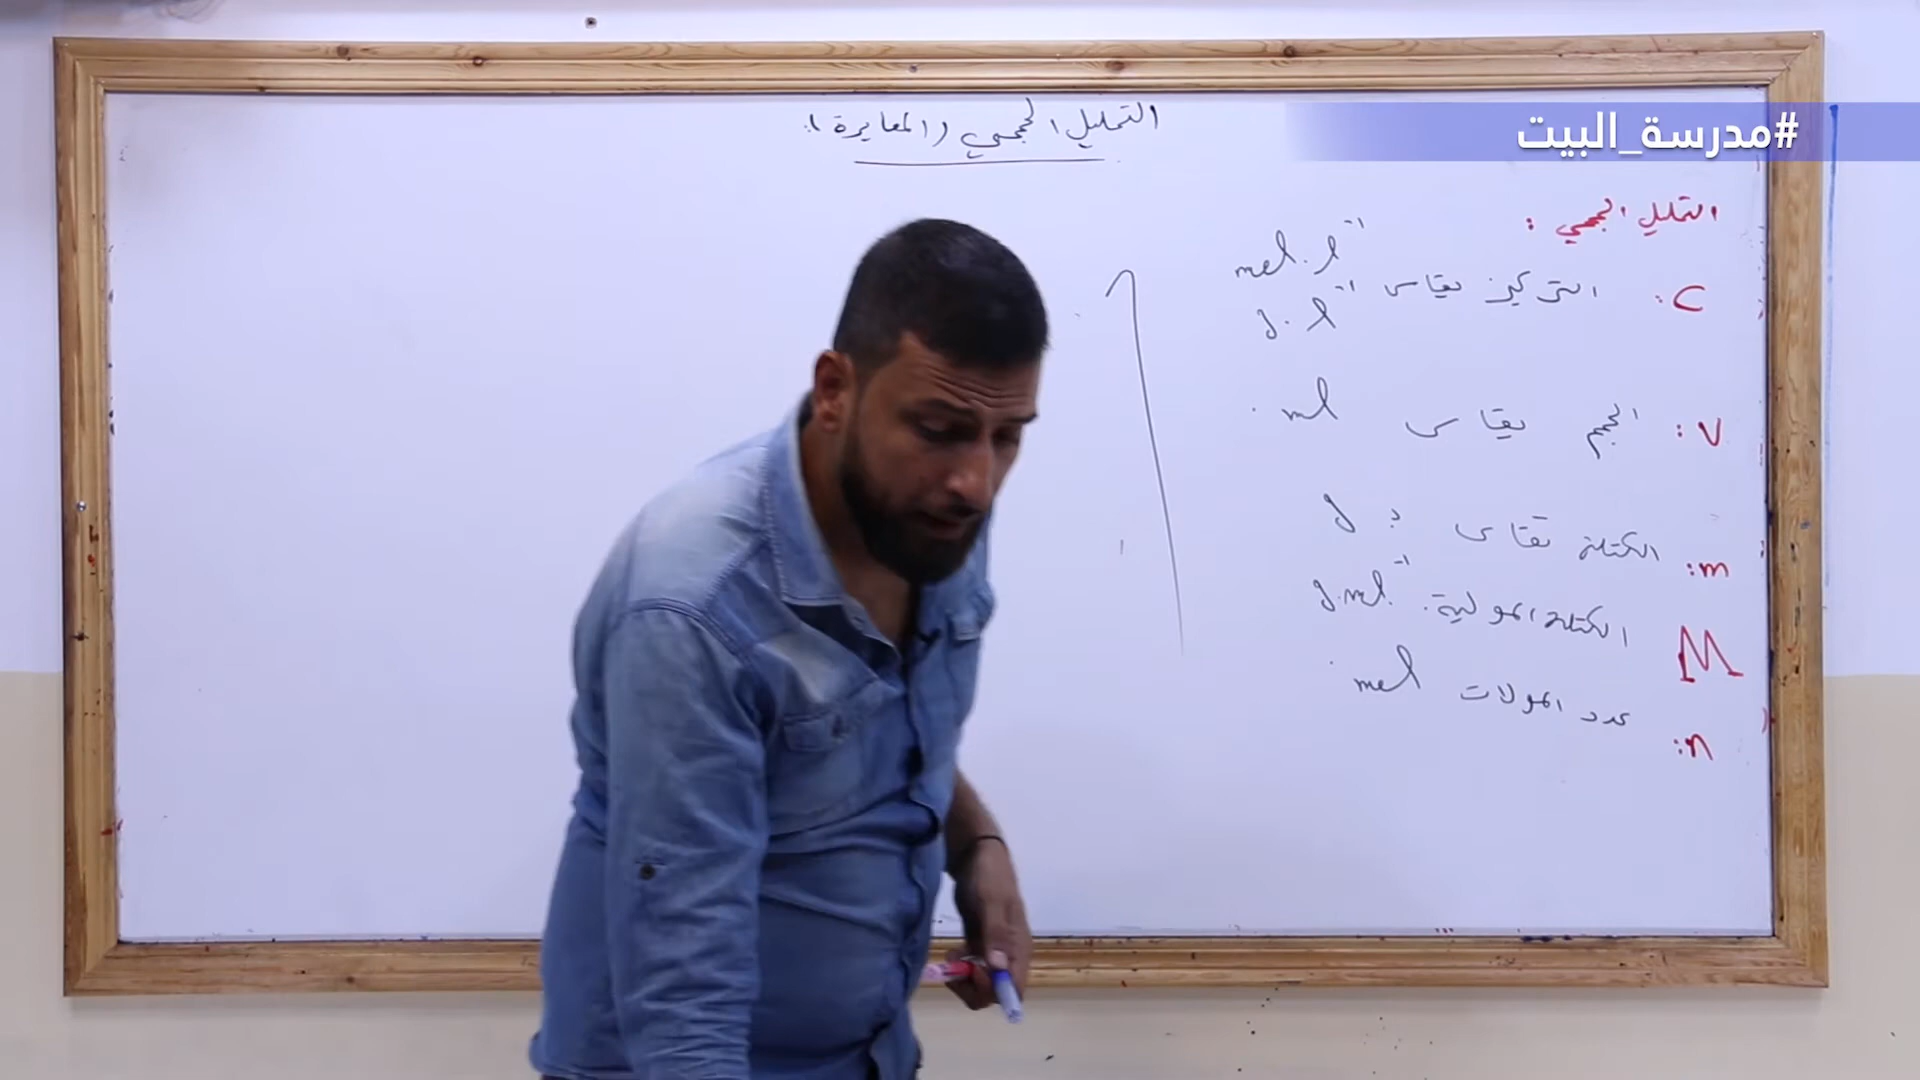 #مدرسة_البيت
التحليل الحجمي (المعايرة):
التحليل الحجمي :
mol.l⁻¹
C: التركيز يقاس g.l⁻¹
V: الحجم يقاس ml
m: الكتلة تقاس بـ g
M الكتلة المولية. g.mol⁻¹
n: عدد المولات mol